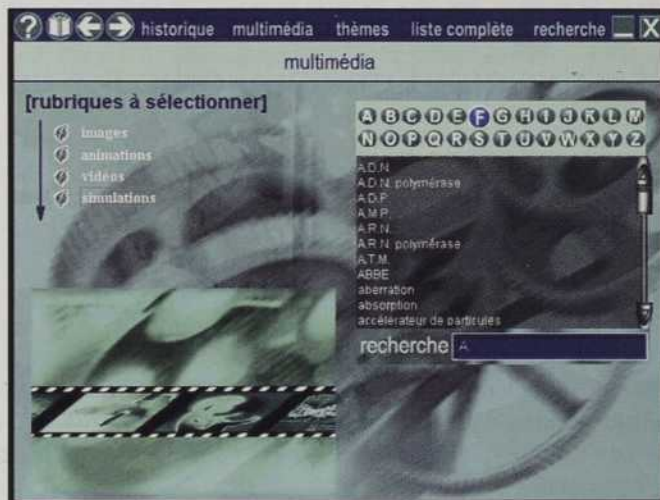 ? historique multimédia thèmes liste complète recherche X
multimédia
[rubriques à sélectionner]
images
animations
vidéos
simulations
A B C D E F G H I J K L M
N O P Q R S T U V W X Y Z
A.D.N.
A.D.N. polymérase
A.D.P.
A.M.P.
A.R.N.
A.R.N. polymérase
A.T.M.
ABBE
aberration
absorption
accélérateur de particules
recherche A